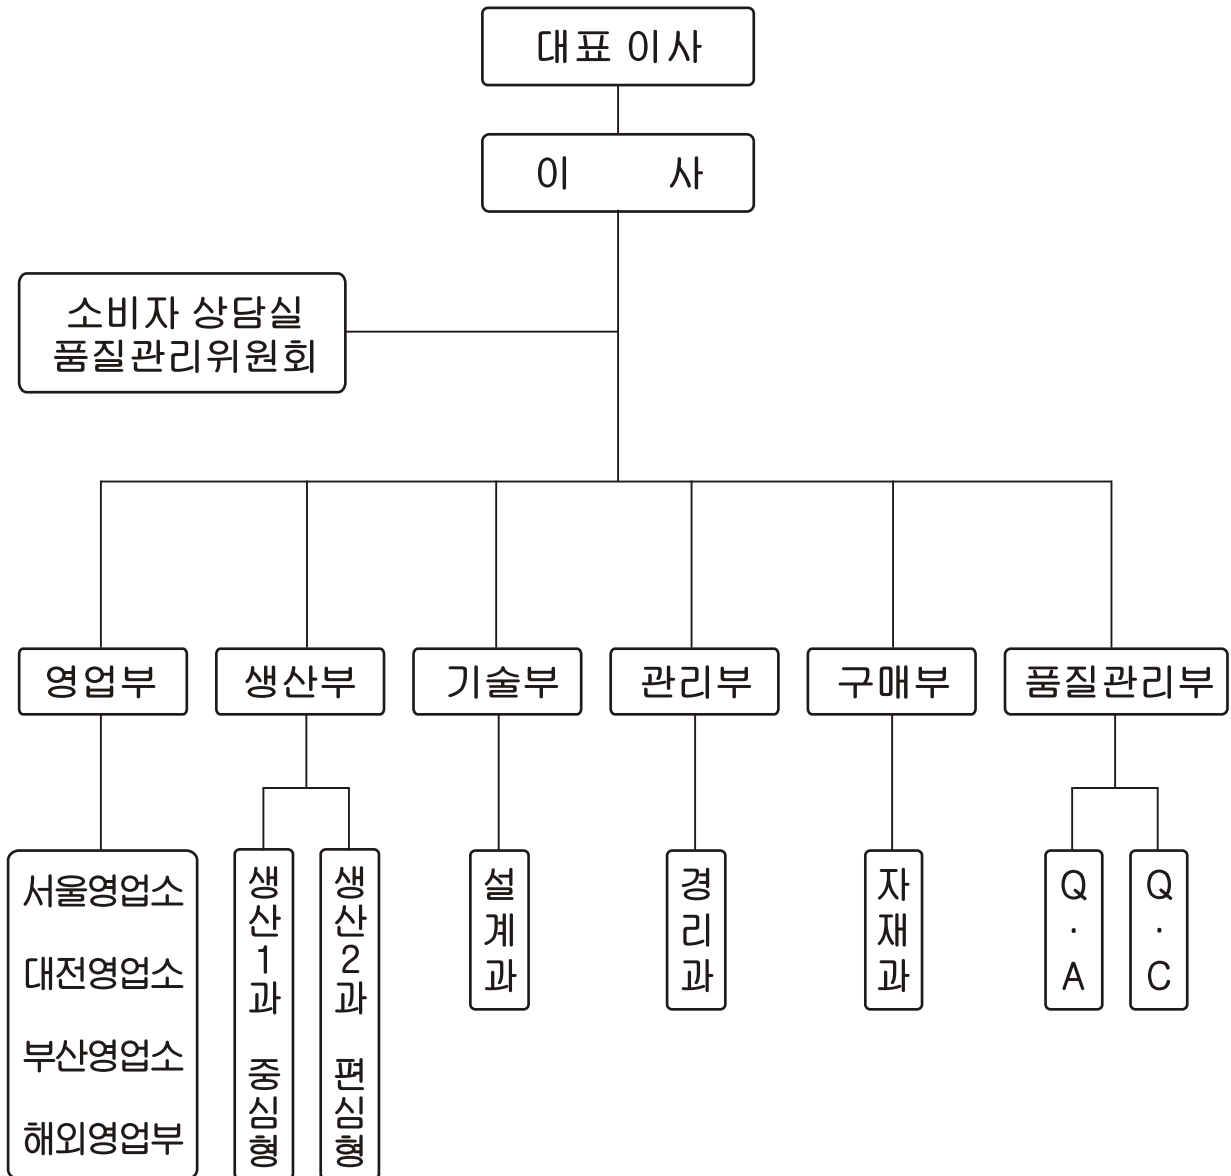 대표 이사
이 사
소비자 상담실
품질관리위원회
영업부
생산부
기술부
관리부
구매부
품질관리부
서울영업소
대전영업소
부산영업소
해외영업부
생산1과 중심형
생산2과 편심형
설계과
경리과
자재과
Q·A
Q·C